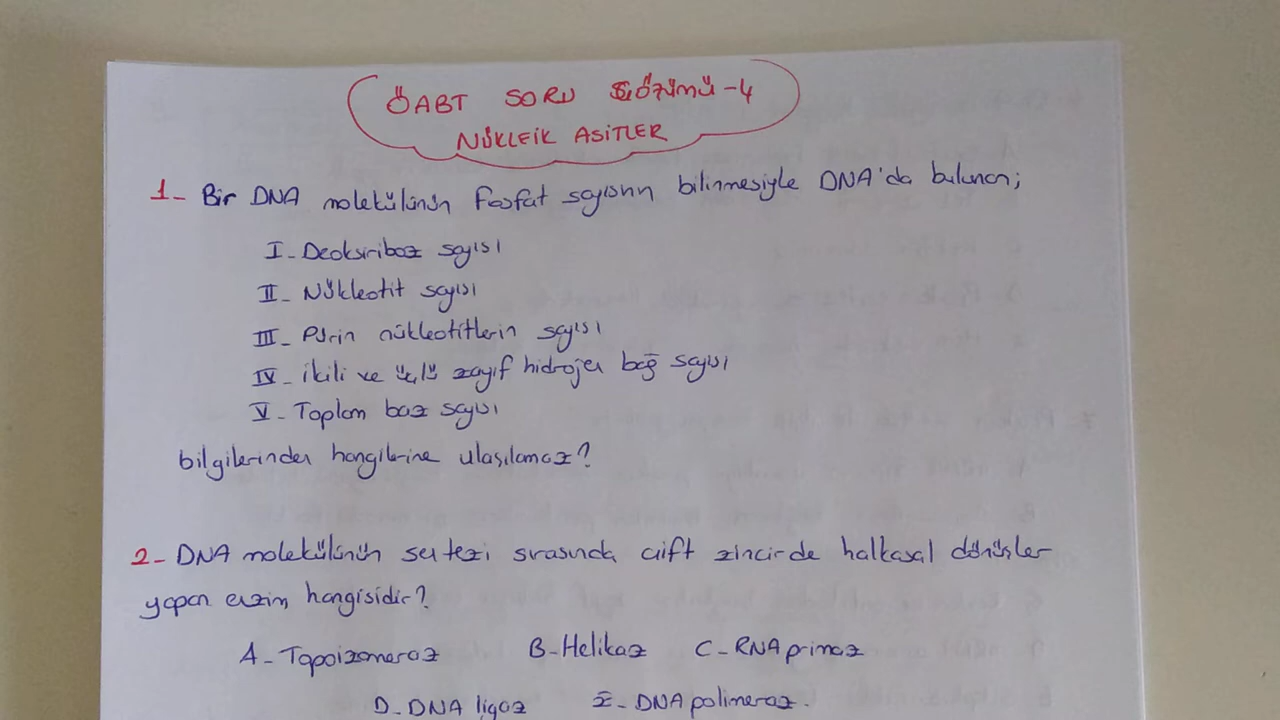 ÖABT SORU ÇÖZÜMÜ-4
NÜKLEİK ASİTLER
1- Bir DNA molekülünün fosfat sayısının bilinmesiyle DNA'da bulunan;
I- Deoksiriboz sayısı
II- Nükleotit sayısı
III- Pürin nükleotitlerin sayısı
IV- İkili ve üçlü zayıf hidrojen bağ sayısı
V- Toplam baz sayısı
bilgilerinden hangilerine ulaşılamaz?
2- DNA molekülünün sentezi sırasında çift zincirde halkasal dönüşler
yapan enzim hangisidir?
A- Topoizomeraz B- Helikaz C- RNA primaz
D- DNA ligaz E- DNA polimeraz.